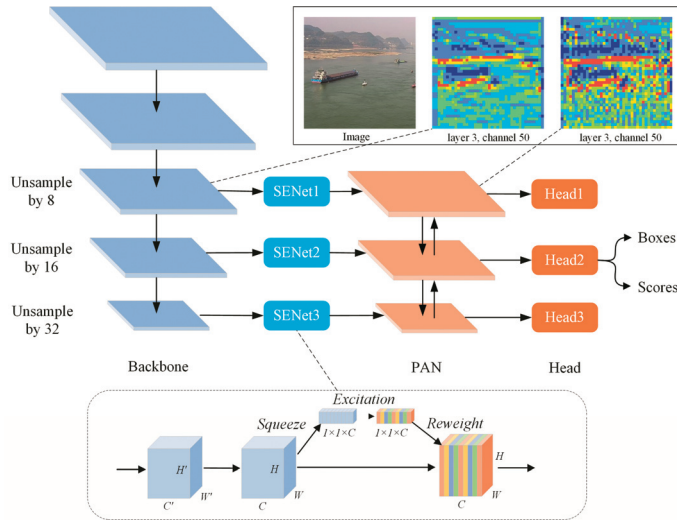 Image
layer 3, channel 50
layer 3, channel 50
Unsample
by 8
SENet1
Head1
Unsample
by 16
SENet2
Head2
Boxes
Scores
Unsample
by 32
SENet3
Head3
Backbone
PAN
Head
Excitation
Squeeze
1×1×C
1×1×C
Reweight
H'
W'
C'
H
W
C
H
W
C